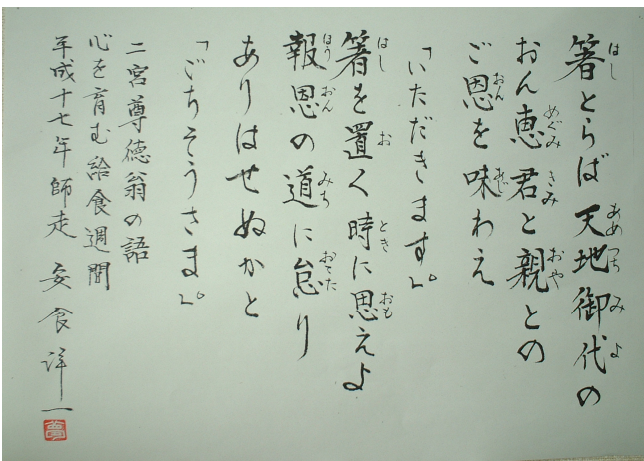 箸とらば天地御代の
おん恵君と親との
ご恩を味わえ
「いただきます」。
箸を置く時に思えよ
報恩の道に怠り
ありはせぬかと
「ごちそうさま」。
二宮尊徳翁の語
心を育む給食週間
平成十七年師走 安食詳一